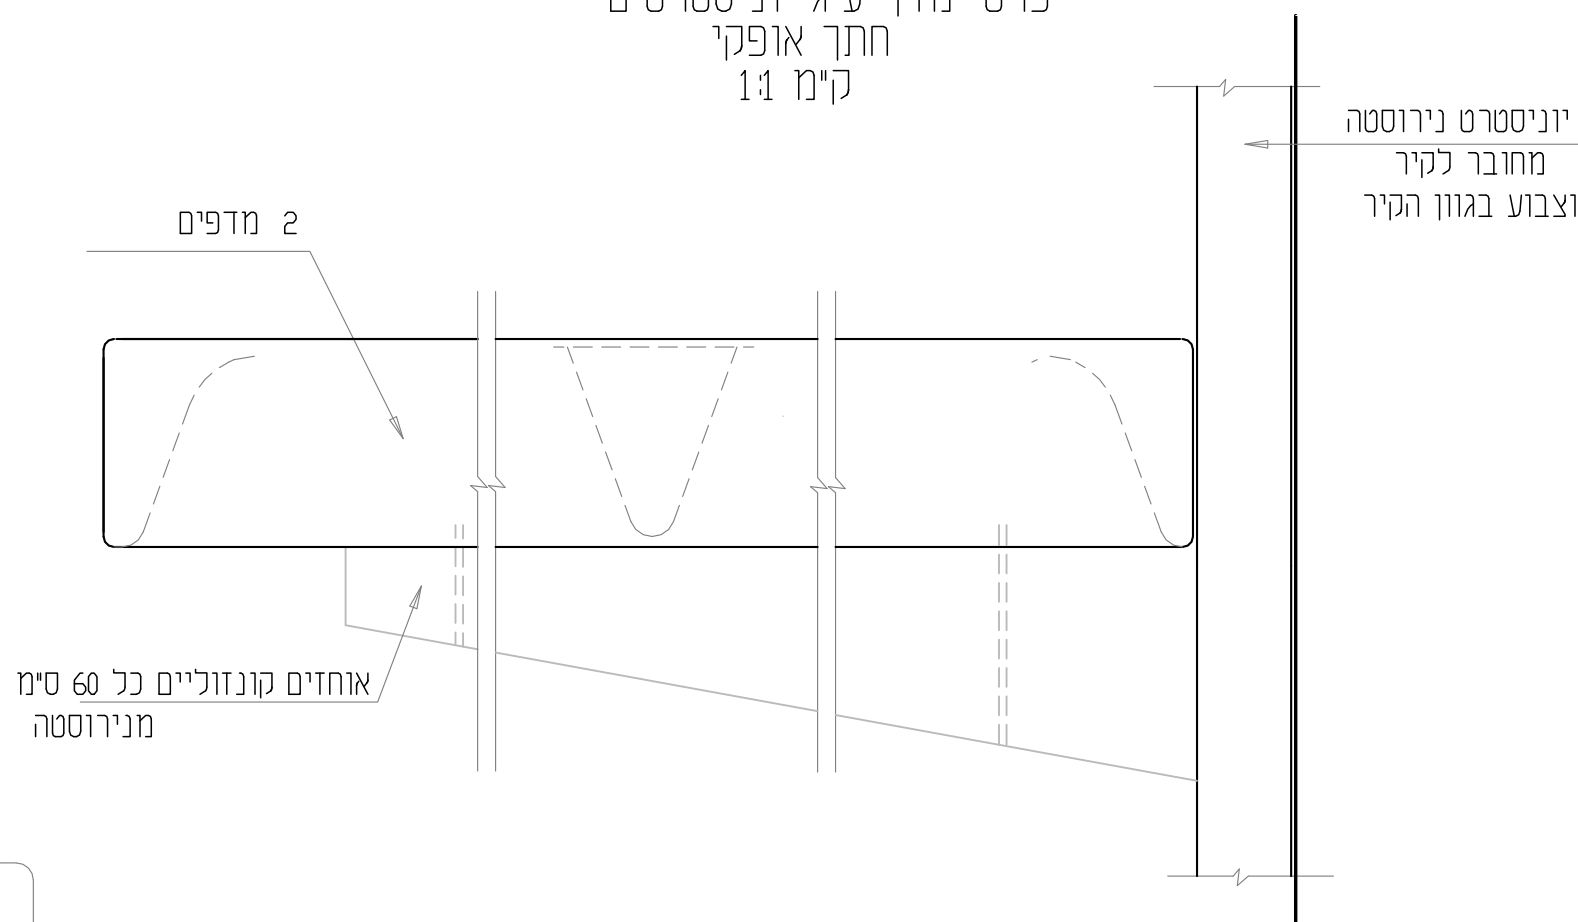 חתך אופקי
ק"מ 1:1
יוניסטרט נירוסטה
מחובר לקיר
וצבוע בגוון הקיר
2 מדפים
אוחזים קונזוליים כל 60 ס"מ
מנירוסטה